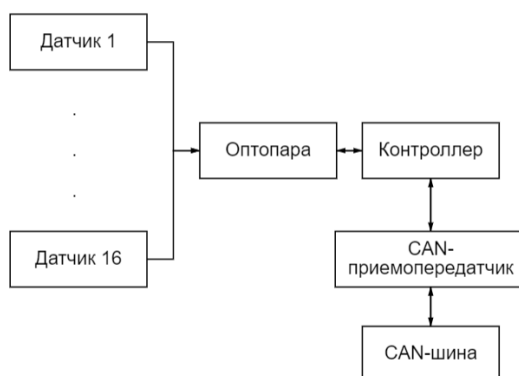 Датчик 1
.
.
.
Датчик 16
Оптопара
Контроллер
CAN-
приемопередатчик
CAN-шина